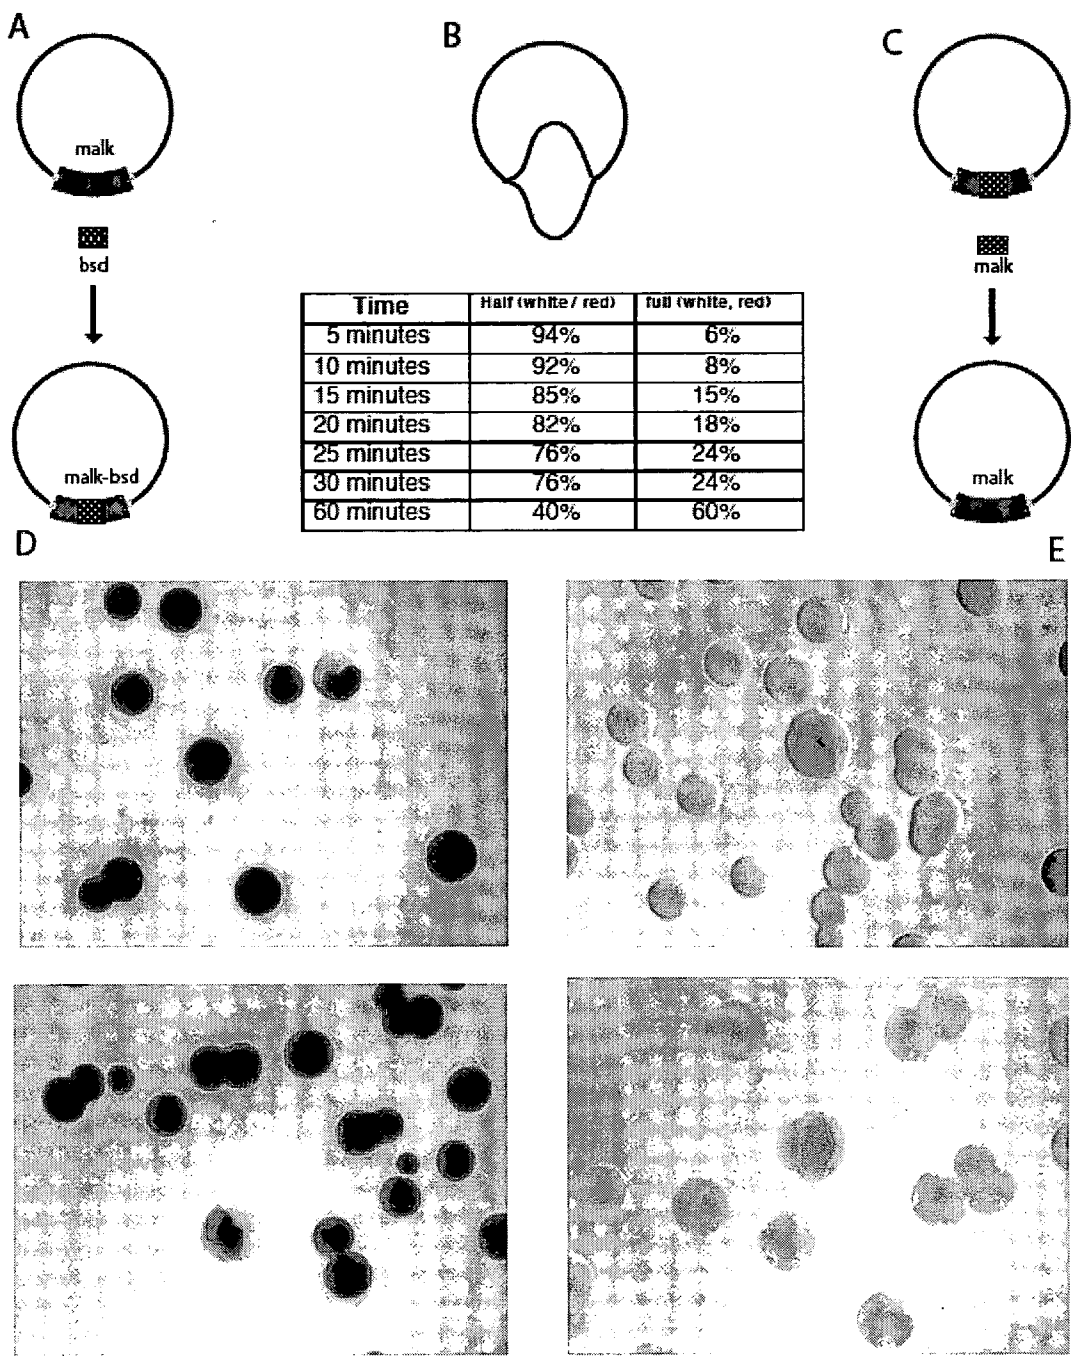 A
B
C
malk
bsd
malk-bsd
malk
malk
Time Half (white / red) full (white, red)
5 minutes 94% 6%
10 minutes 92% 8%
15 minutes 85% 15%
20 minutes 82% 18%
25 minutes 76% 24%
30 minutes 76% 24%
60 minutes 40% 60%
D
E